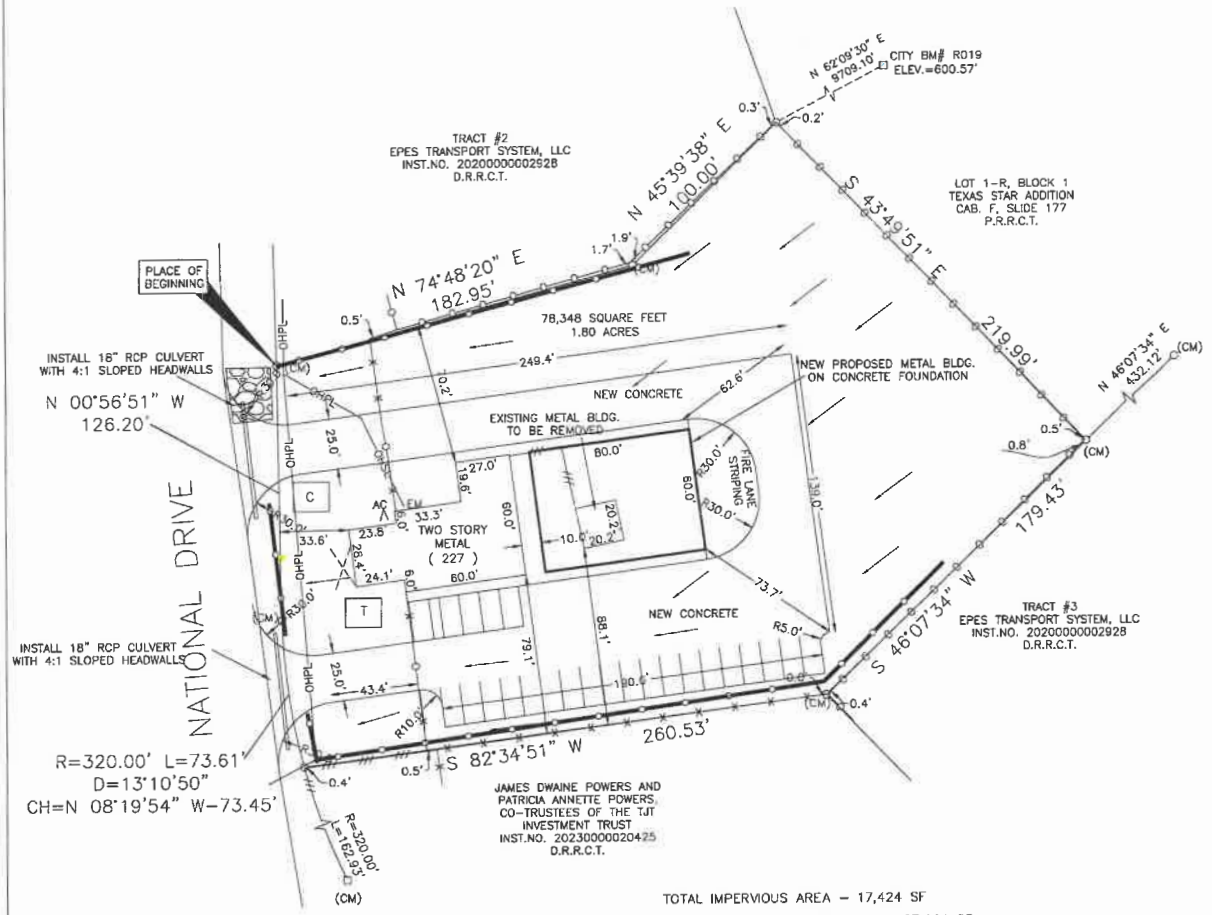 N 62°09'30" E
9709.10'
CITY BM# R019
ELEV.=600.57'
0.3'
0.2'
TRACT #2
EPES TRANSPORT SYSTEM, LLC
INST.NO. 20200000002928
D.R.R.C.T.
N 45°39'38" E
100.00'
LOT 1-R, BLOCK 1
TEXAS STAR ADDITION
CAB. F, SLIDE 177
P.R.R.C.T.
S 43°49'51" E
219.99'
1.9'
1.7'
(CM)
PLACE OF
BEGINNING
N 74°48'20" E
182.95'
0.5'
OHPL
78,348 SQUARE FEET
1.80 ACRES
INSTALL 18" RCP CULVERT
WITH 4:1 SLOPED HEADWALLS
(CM)
249.4'
70.2'
NEW PROPOSED METAL BLDG.
ON CONCRETE FOUNDATION
N 46°07'34" E
432.12'
(CM)
N 00°56'51" W
126.20'
OHPL
NEW CONCRETE
62.6'
EXISTING METAL BLDG.
TO BE REMOVED
0.5'
0.8'
(CM)
25.0'
OHPL
80.0'
R30.0'
FIRE LANE
STRIPING
139.0'
27.0'
19.6'
C
AC
EM
33.3'
6.0'
60.0'
60.0'
R30.0'
179.43'
NATIONAL DRIVE
R30.0'
23.8'
33.6'
TWO STORY
METAL
( 227 )
20.2'
20.2'
10.0'
26.4'
24.1'
6.0'
60.0'
OHPL
T
R30.0'
(CM)
73.7'
NEW CONCRETE
R5.0'
TRACT #3
EPES TRANSPORT SYSTEM, LLC
INST.NO. 20200000002928
D.R.R.C.T.
S 46°07'34" W
INSTALL 18" RCP CULVERT
WITH 4:1 SLOPED HEADWALLS
79.1'
88.1'
OHPL
25.0'
43.4'
R10.0'
190.0'
(CM)
0.4'
R=320.00' L=73.61'
D=13°10'50"
CH=N 08°19'54" W-73.45'
0.4'
0.5'
S 82°34'51" W
260.53'
R=320.00'
L=162.93'
(CM)
JAMES DWAINE POWERS AND
PATRICIA ANNETTE POWERS,
CO-TRUSTEES OF THE TJT
INVESTMENT TRUST
INST.NO. 20230000020425
D.R.R.C.T.
TOTAL IMPERVIOUS AREA - 17,424 SF